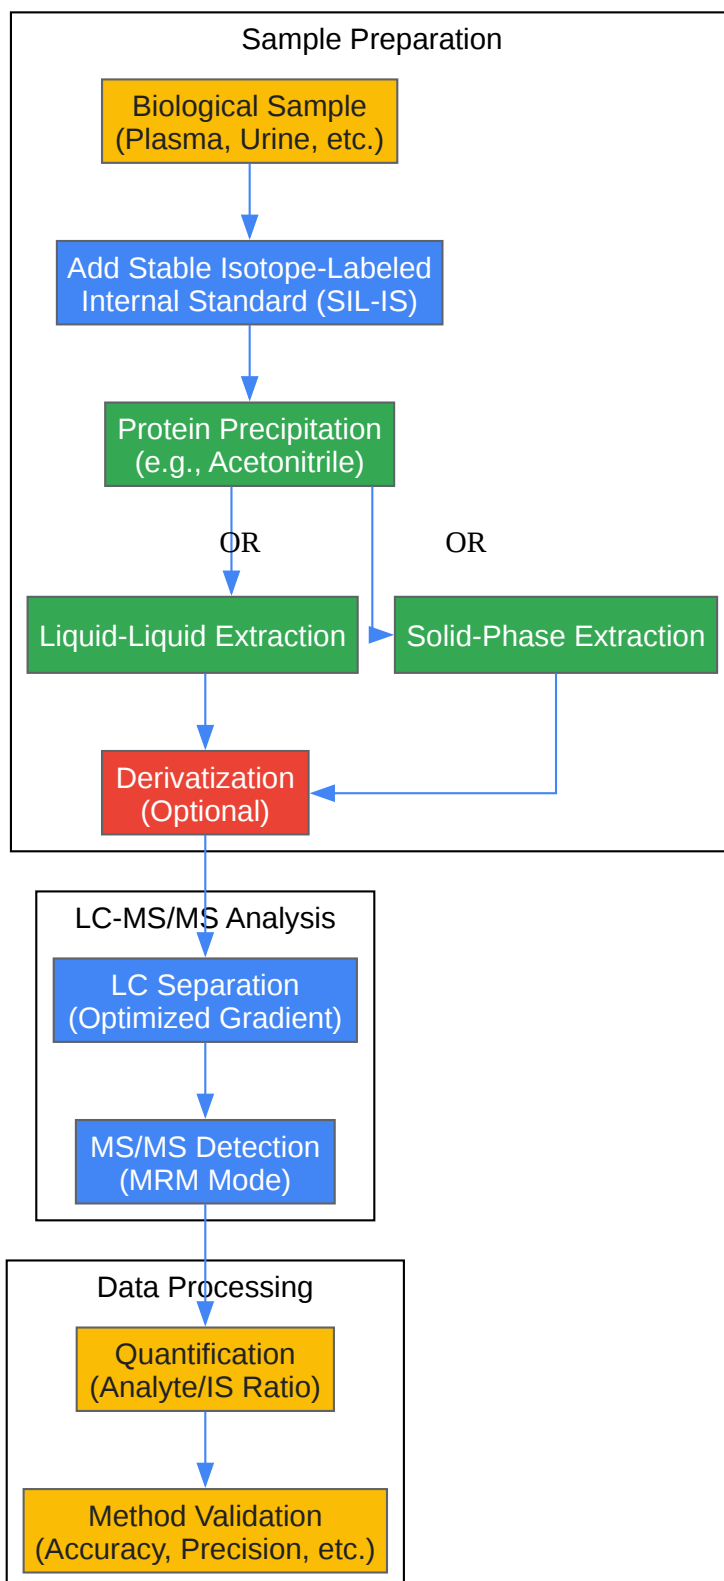 Sample Preparation
Biological Sample
(Plasma, Urine, etc.)
Add Stable Isotope-Labeled
Internal Standard (SIL-IS)
Protein Precipitation
(e.g., Acetonitrile)
OR
OR
Liquid-Liquid Extraction
Solid-Phase Extraction
Derivatization
(Optional)
LC-MS/MS Analysis
LC Separation
(Optimized Gradient)
MS/MS Detection
(MRM Mode)
Data Processing
Quantification
(Analyte/IS Ratio)
Method Validation
(Accuracy, Precision, etc.)